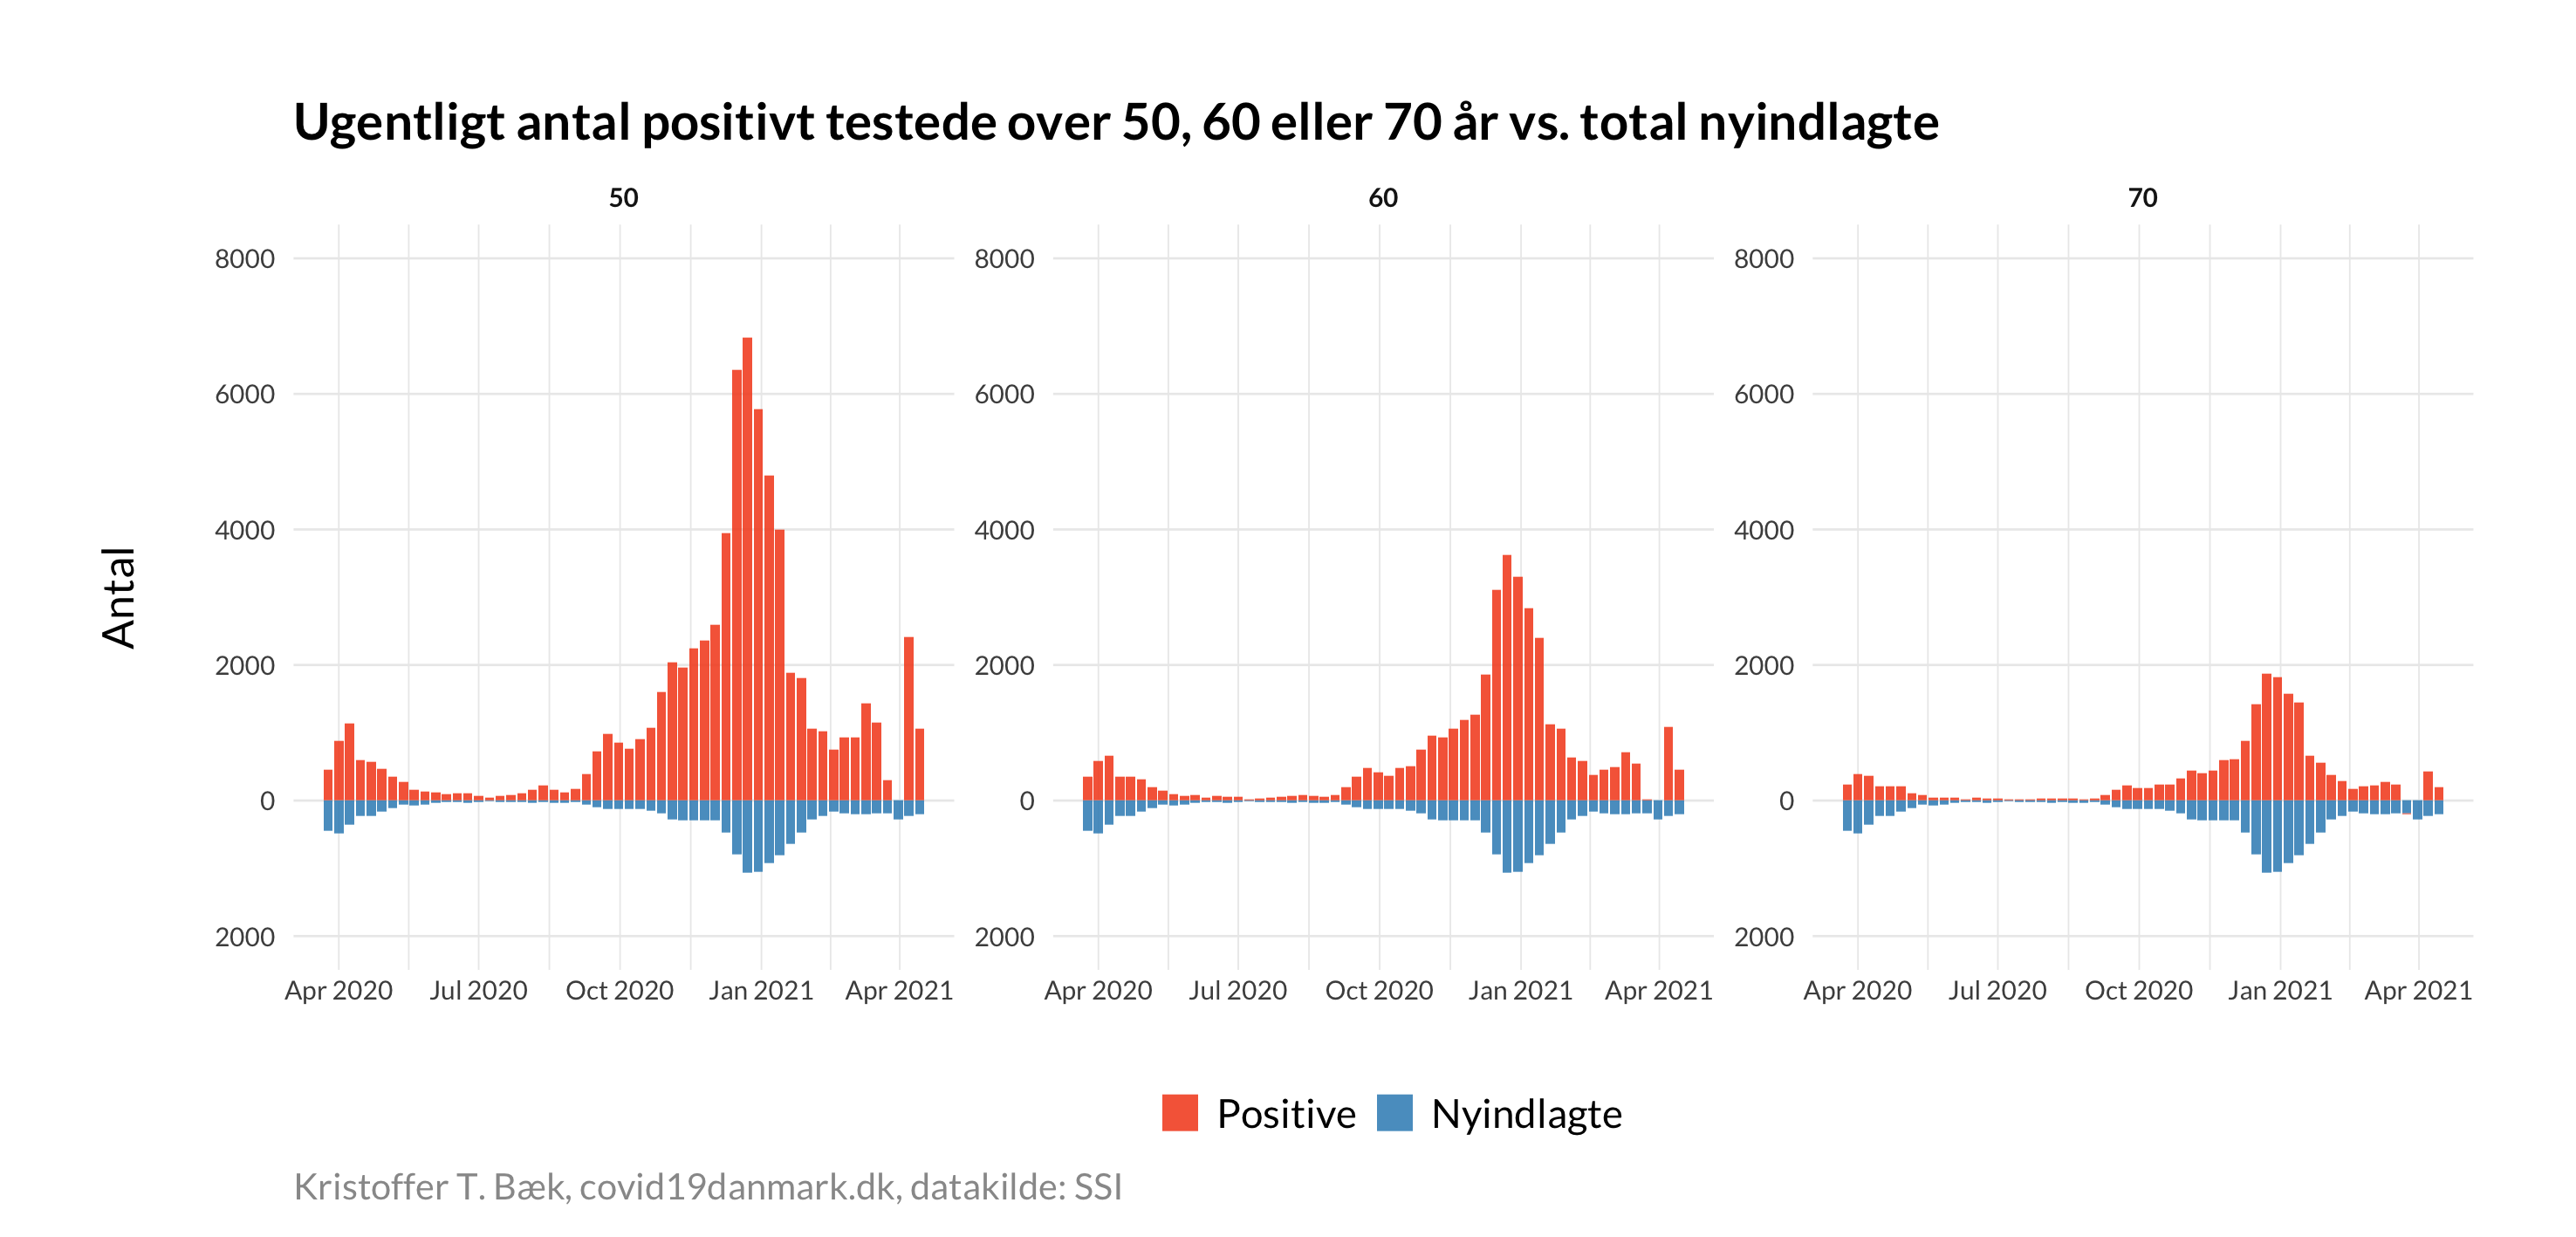 Ugentligt antal positivt testede over 50, 60 eller 70 år vs. total nyindlagte
50 60 70
8000 8000 8000
6000 6000 6000
4000 4000 4000
2000 2000 2000
0 0 0
2000 2000 2000
Antal
Apr 2020 Jul 2020 Oct 2020 Jan 2021 Apr 2021 Apr 2020 Jul 2020 Oct 2020 Jan 2021 Apr 2021 Apr 2020 Jul 2020 Oct 2020 Jan 2021 Apr 2021
Positive Nyindlagte
Kristoffer T. Bæk, covid19danmark.dk, datakilde: SSI